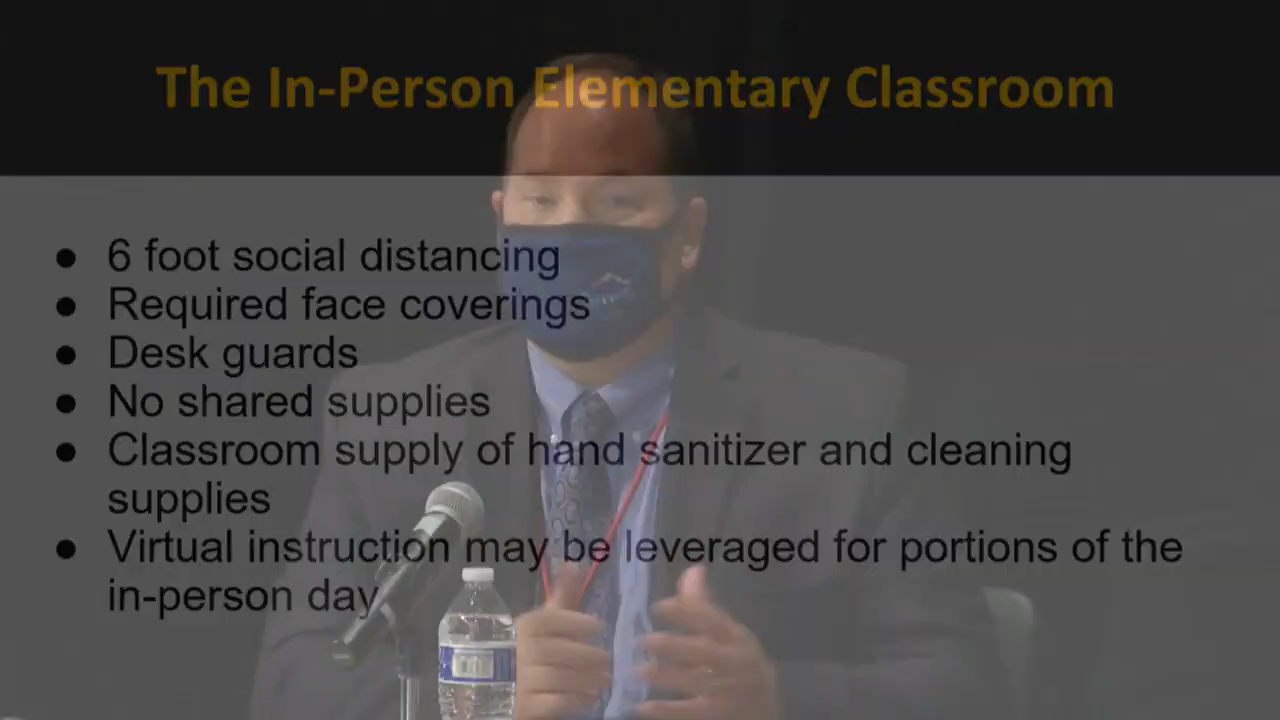 The In-Person Elementary Classroom
● 6 foot social distancing
● Required face coverings
● Desk guards
● No shared supplies
● Classroom supply of hand sanitizer and cleaning
supplies
● Virtual instruction may be leveraged for portions of the
in-person day